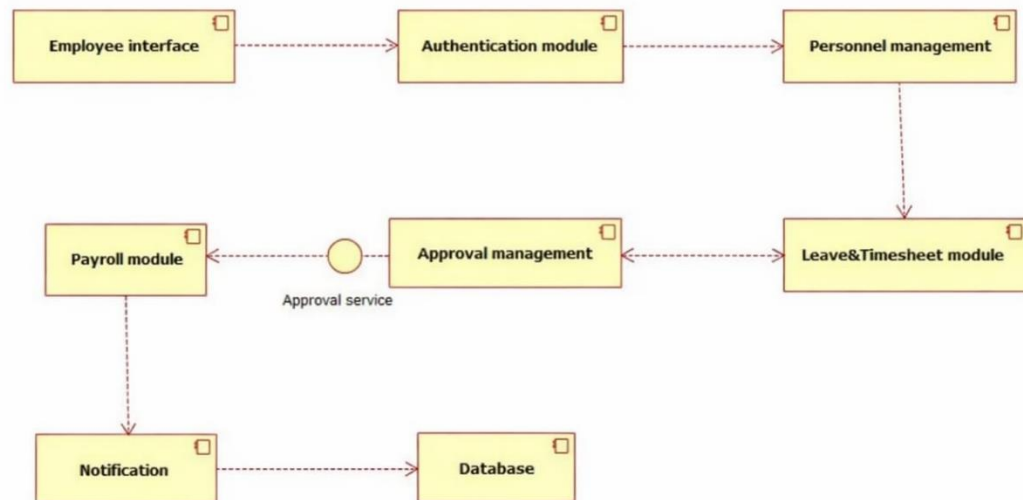 Employee interface
Authentication module
Personnel management
Payroll module
Approval management
Leave&Timesheet module
Approval service
Notification
Database